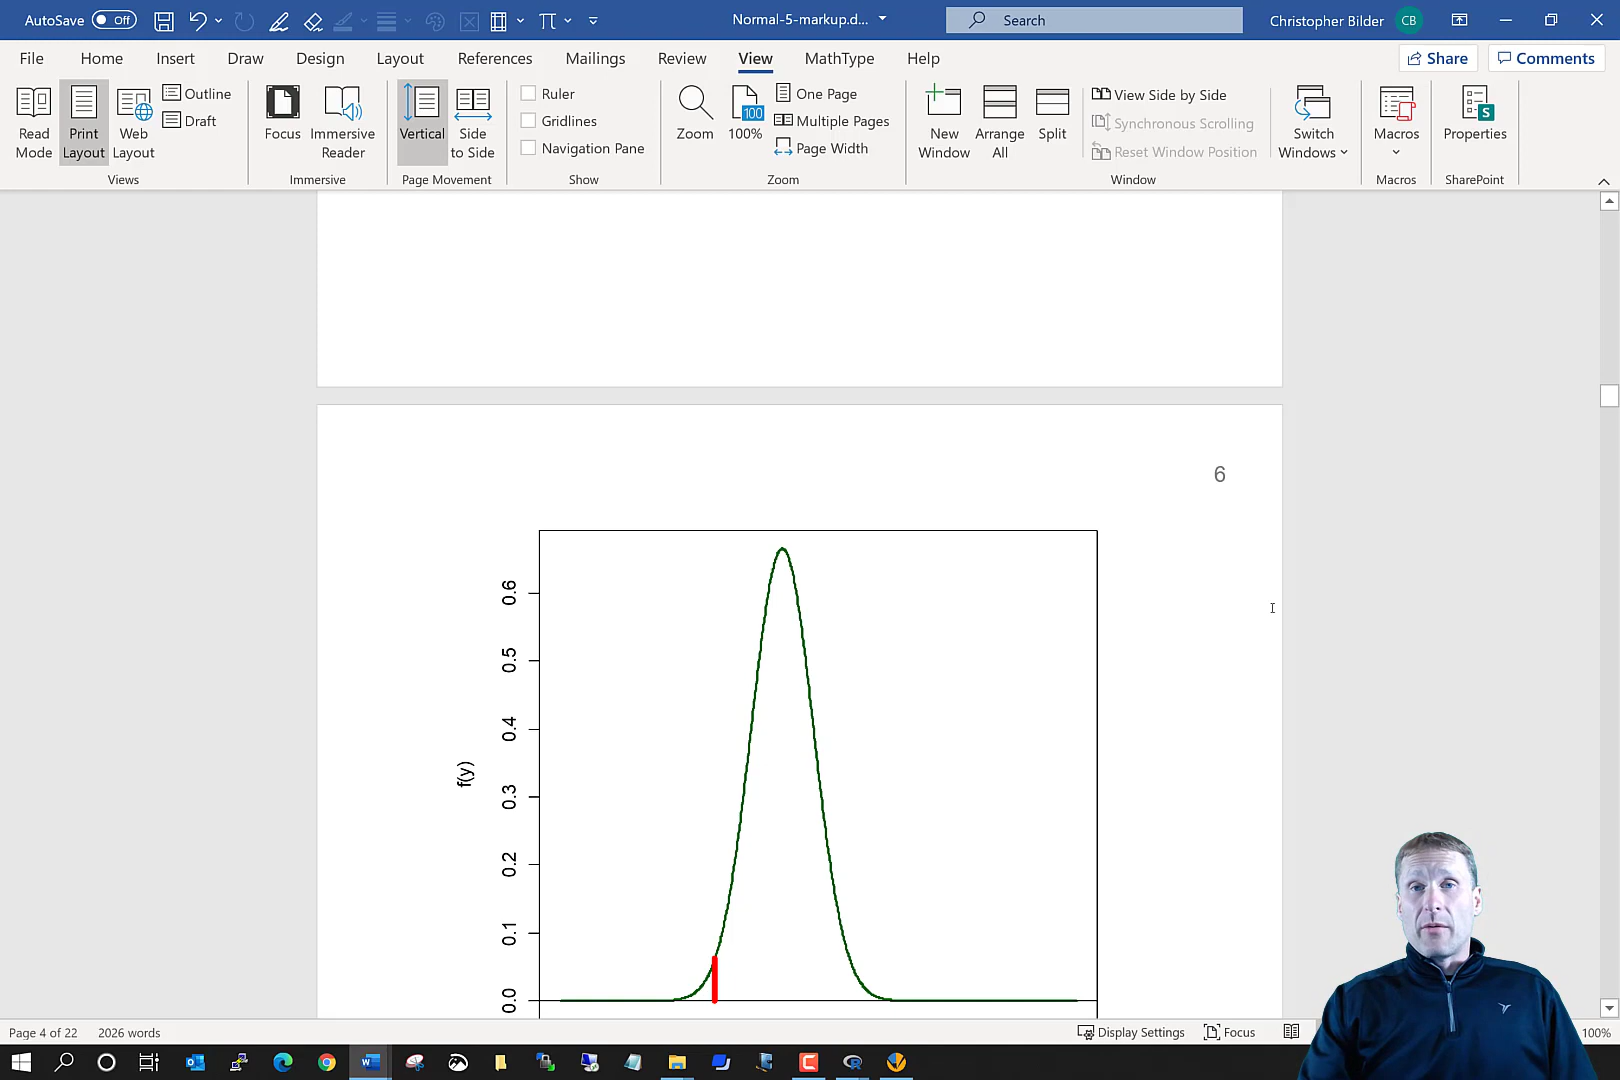 AutoSave Off
Normal-5-markup.d...
Search
Christopher Bilder CB
File Home Insert Draw Design Layout References Mailings Review View MathType Help
Share
Comments
Read Mode
Print Layout
Web Layout
Outline
Draft
Views
Focus
Immersive Reader
Immersive
Vertical
Side to Side
Page Movement
Ruler
Gridlines
Navigation Pane
Show
Zoom
100
100%
One Page
Multiple Pages
Page Width
Zoom
New Window
Arrange All
Split
View Side by Side
Synchronous Scrolling
Reset Window Position
Switch Windows
Window
Macros
Macros
S
Properties
SharePoint
6
0.6
0.5
0.4
0.3
0.2
0.1
0.0
f(y)
Page 4 of 22 2026 words
Display Settings
Focus
100%